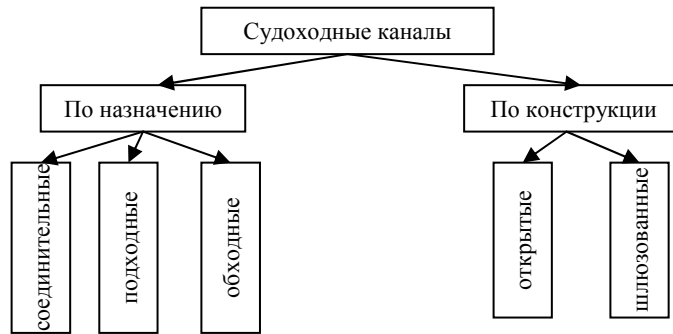 Судоходные каналы
По назначению
По конструкции
соединительные
подходные
обходные
открытые
шлюзованные